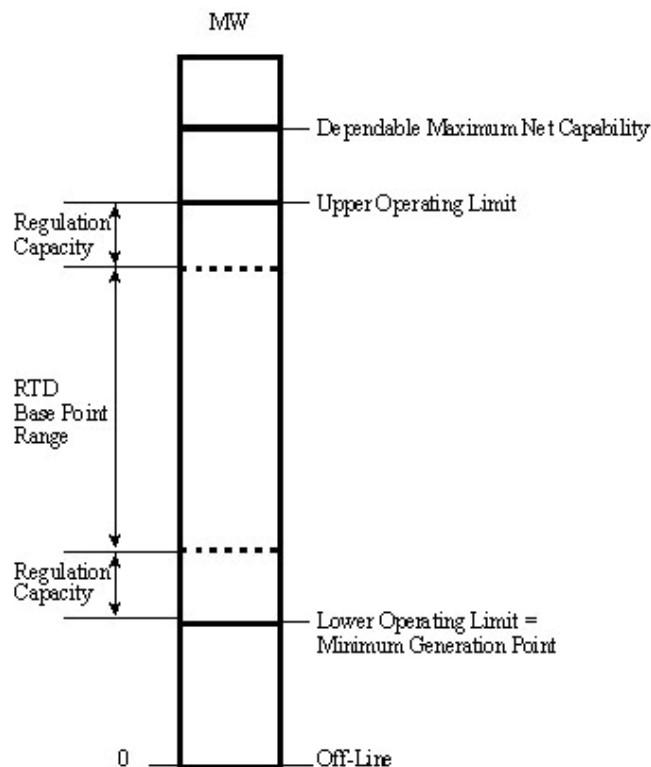 MW
Dependable Maximum Net Capability
Upper Operating Limit
Regulation
Capacity
RTD
Base Point
Range
Regulation
Capacity
Lower Operating Limit =
Minimum Generation Point
0
Off-Line